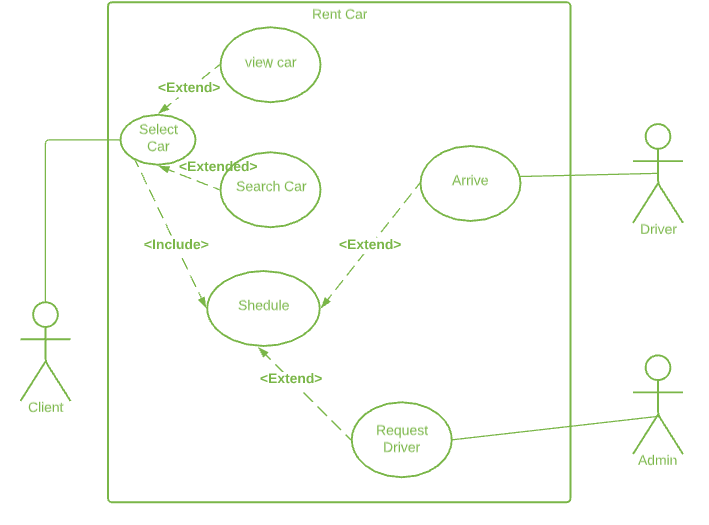 Rent Car
view car
<Extend>
Select
Car
<Extended>
Search Car
Arrive
<Include>
<Extend>
Driver
Shedule
<Extend>
Client
Request
Driver
Admin